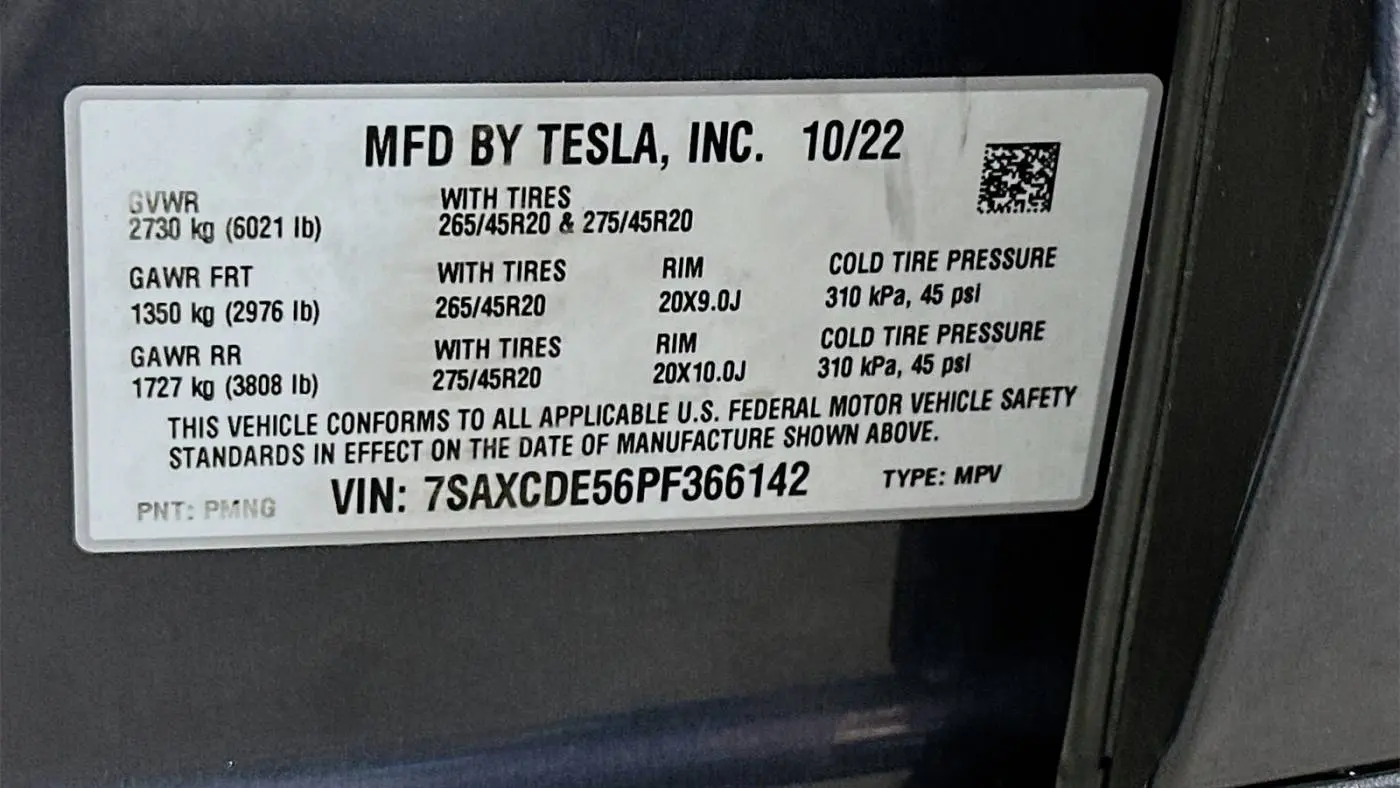 MFD BY TESLA, INC. 10/22
GVWR WITH TIRES
2730 kg (6021 lb) 265/45R20 & 275/45R20
GAWR FRT WITH TIRES RIM COLD TIRE PRESSURE
1350 kg (2976 lb) 265/45R20 20X9.0J 310 kPa, 45 psi
GAWR RR WITH TIRES RIM COLD TIRE PRESSURE
1727 kg (3808 lb) 275/45R20 20X10.0J 310 kPa, 45 psi
THIS VEHICLE CONFORMS TO ALL APPLICABLE U.S. FEDERAL MOTOR VEHICLE SAFETY
STANDARDS IN EFFECT ON THE DATE OF MANUFACTURE SHOWN ABOVE.
PNT: PMNG VIN: 7SAXCDE56PF366142 TYPE: MPV